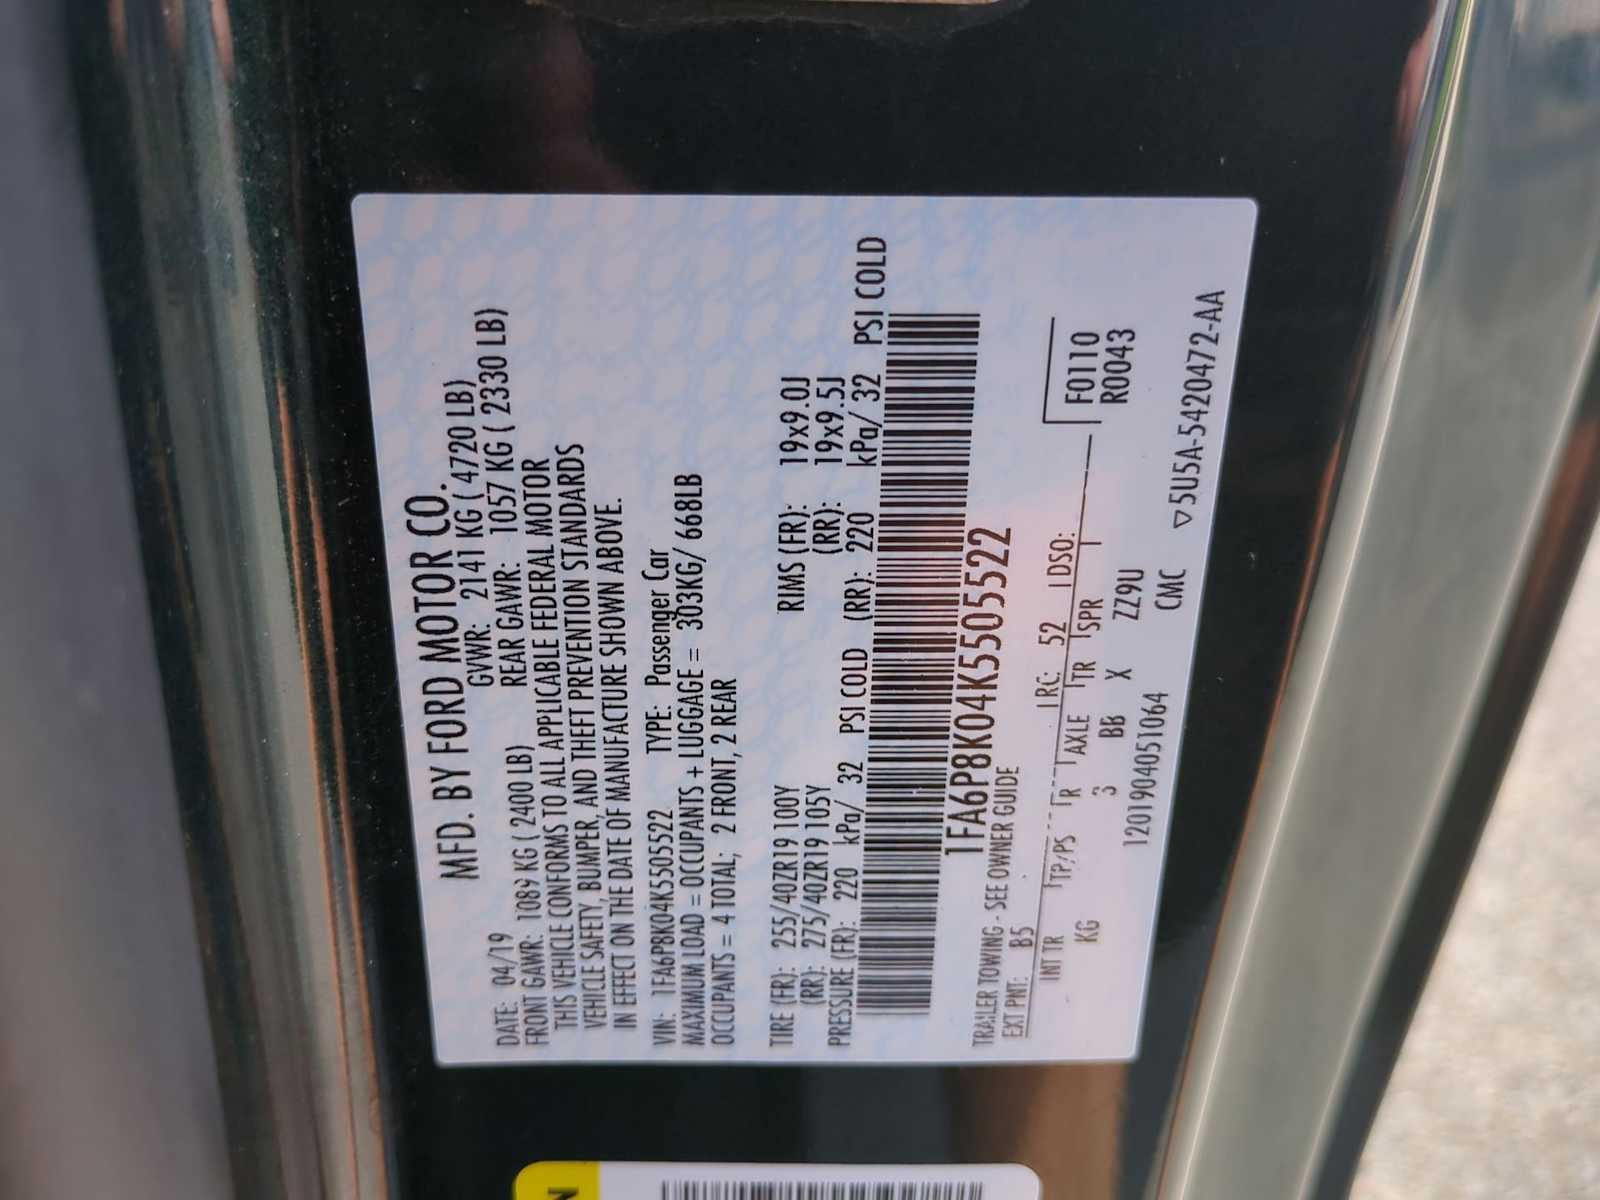 MFD. BY FORD MOTOR CO.
DATE: 04/19 GVWR: 2141 KG ( 4720 LB)
FRONT GAWR: 1089 KG ( 2400 LB) REAR GAWR: 1057 KG ( 2330 LB)
THIS VEHICLE CONFORMS TO ALL APPLICABLE FEDERAL MOTOR
VEHICLE SAFETY, BUMPER, AND THEFT PREVENTION STANDARDS
IN EFFECT ON THE DATE OF MANUFACTURE SHOWN ABOVE.
VIN: 1FA6P8K04K5505522 TYPE: Passenger Car
MAXIMUM LOAD = OCCUPANTS + LUGGAGE = 303KG/ 668LB
OCCUPANTS = 4 TOTAL; 2 FRONT, 2 REAR
TIRE (FR): 255/40ZR19 100Y RIMS (FR): 19x9.0J
(RR): 275/40ZR19 105Y (RR): 19x9.5J
PRESSURE (FR): 220 kPa/ 32 PSI COLD (RR): 220 kPa/ 32 PSI COLD
1FA6P8K04K5505522
TRAILER TOWING - SEE OWNER GUIDE
EXT PNT: B5 RC: 52 DSO:
INT TR TP/PS R AXLE TR SPR
KG 3 BB X ZZ9U
F0110
R0043
1201904051064 CMC
▽5U5A-5420472-AA
N